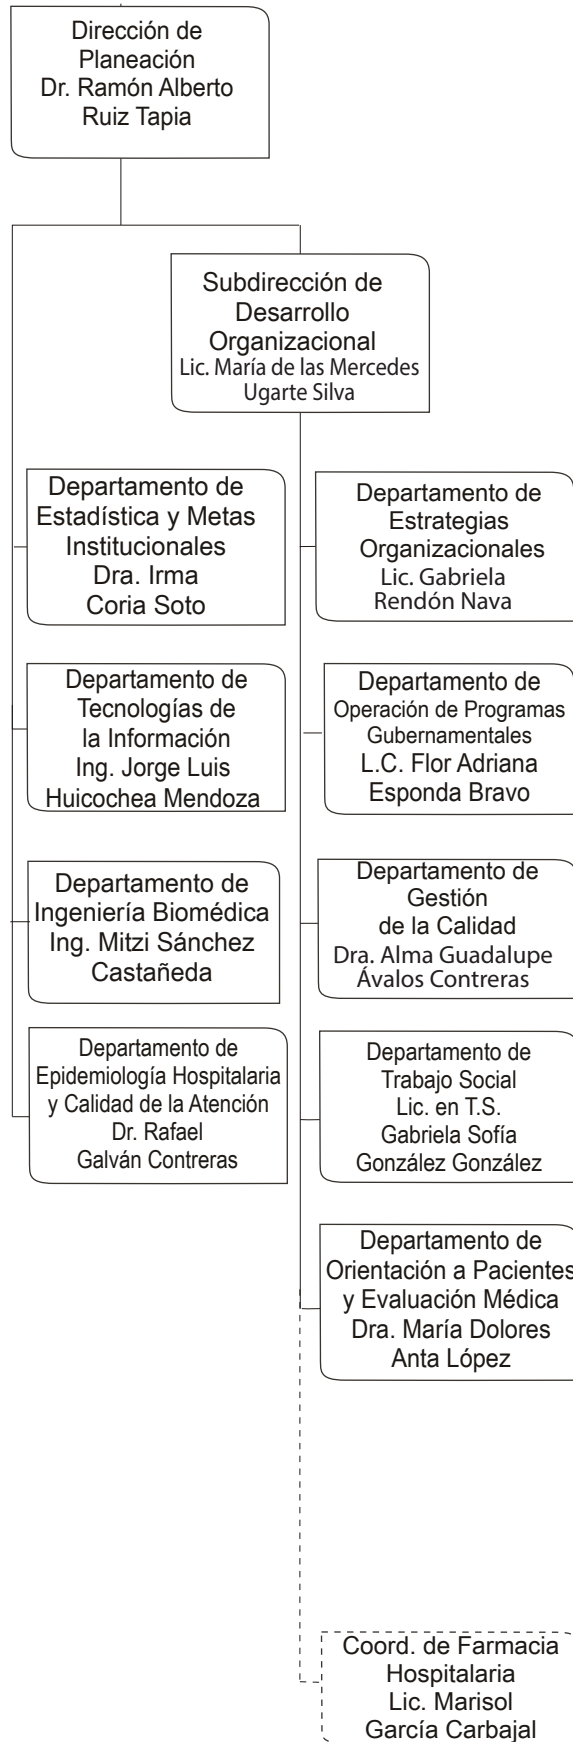 Dirección de
Planeación
Dr. Ramón Alberto
Ruiz Tapia
Subdirección de
Desarrollo
Organizacional
Lic. María de las Mercedes
Ugarte Silva
Departamento de
Estadística y Metas
Institucionales
Dra. Irma
Coria Soto
Departamento de
Estrategias
Organizacionales
Lic. Gabriela
Rendón Nava
Departamento de
Tecnologías de
la Información
Ing. Jorge Luis
Huicochea Mendoza
Departamento de
Operación de Programas
Gubernamentales
L.C. Flor Adriana
Esponda Bravo
Departamento de
Ingeniería Biomédica
Ing. Mitzi Sánchez
Castañeda
Departamento de
Gestión
de la Calidad
Dra. Alma Guadalupe
Ávalos Contreras
Departamento de
Epidemiología Hospitalaria
y Calidad de la Atención
Dr. Rafael
Galván Contreras
Departamento de
Trabajo Social
Lic. en T.S.
Gabriela Sofía
González González
Departamento de
Orientación a Pacientes
y Evaluación Médica
Dra. María Dolores
Anta López
Coord. de Farmacia
Hospitalaria
Lic. Marisol
García Carbajal